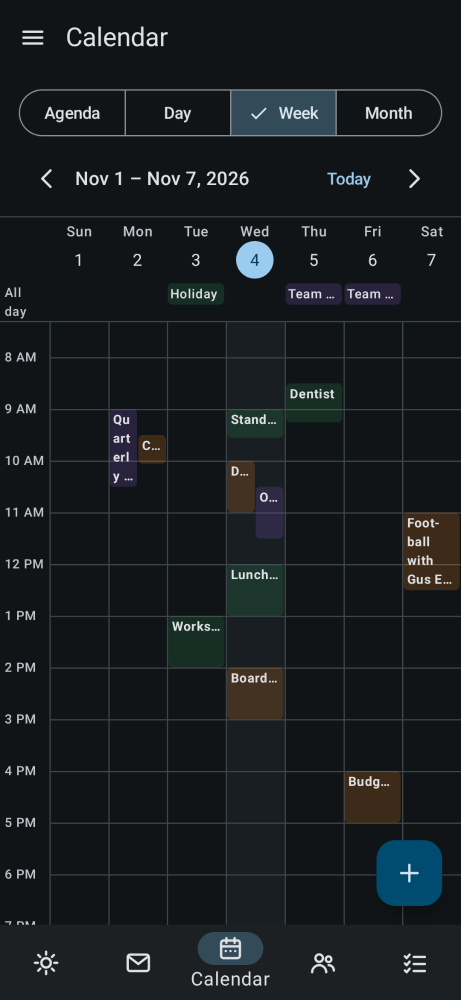 Calendar
Agenda
Day
Week
Month
Nov 1 – Nov 7, 2026
Today
Sun
Mon
Tue
Wed
Thu
Fri
Sat
1
2
3
4
5
6
7
All
day
Holiday
Team …
Team …
8 AM
Dentist
9 AM
Qu
art
erl
y …
C…
Stand…
10 AM
D…
O…
11 AM
Foot-
ball
with
Gus E…
12 PM
Lunch…
1 PM
Works…
2 PM
Board…
3 PM
4 PM
Budg…
5 PM
6 PM
7 PM
Calendar